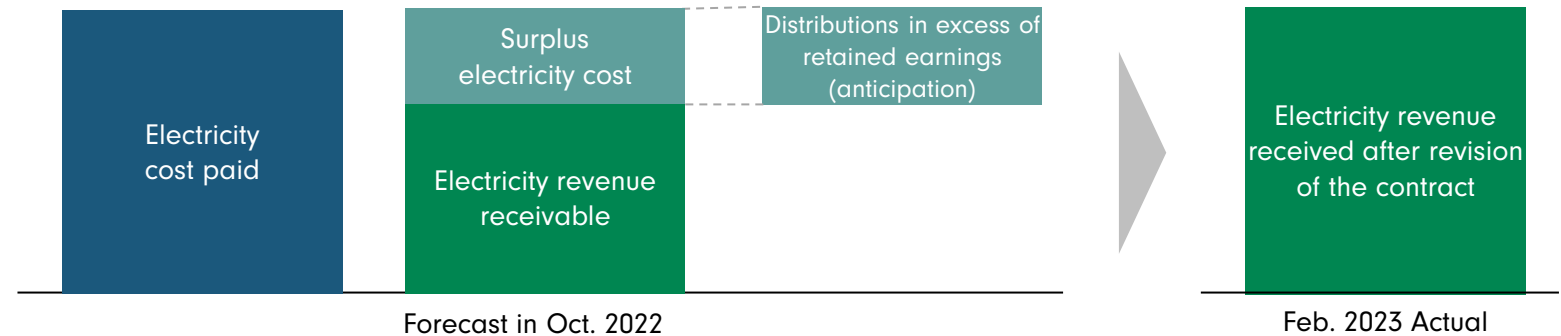 Electricity
cost paid
Surplus
electricity cost
Electricity revenue
receivable
Distributions in excess of
retained earnings
(anticipation)
Electricity revenue
received after revision
of the contract
Forecast in Oct. 2022
Feb. 2023 Actual